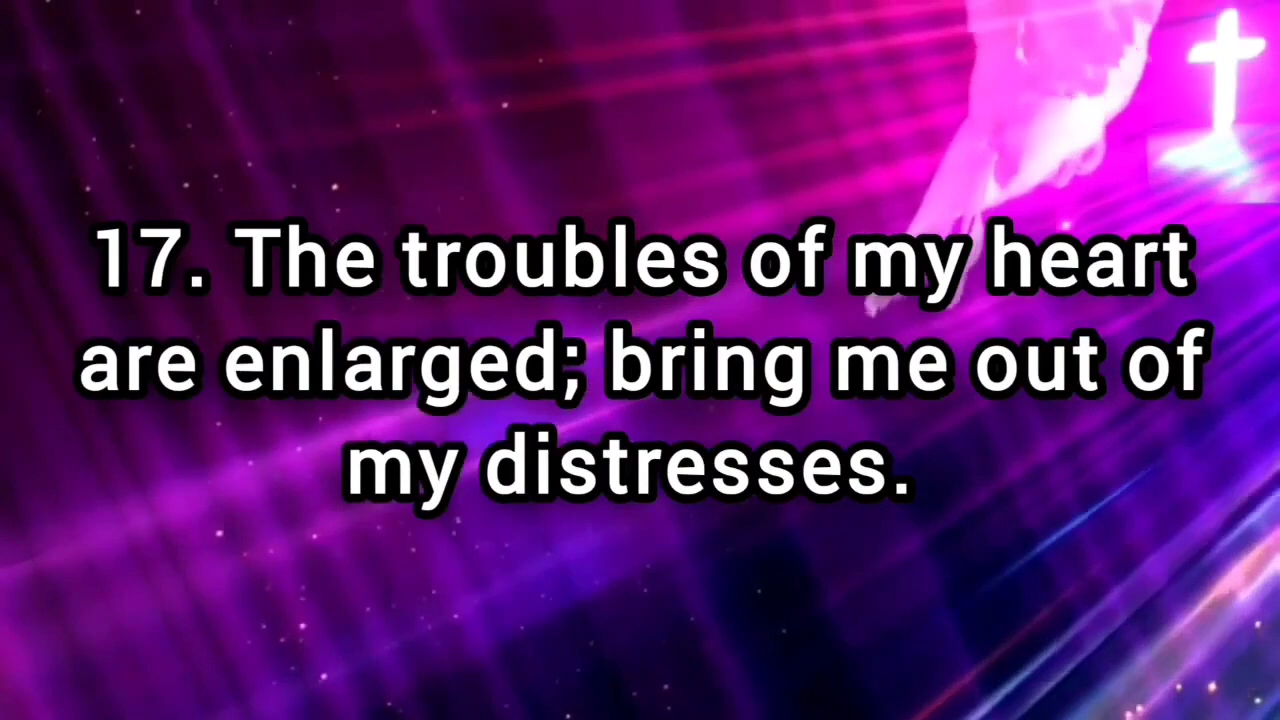 17. The troubles of my heart
are enlarged; bring me out of
my distresses.